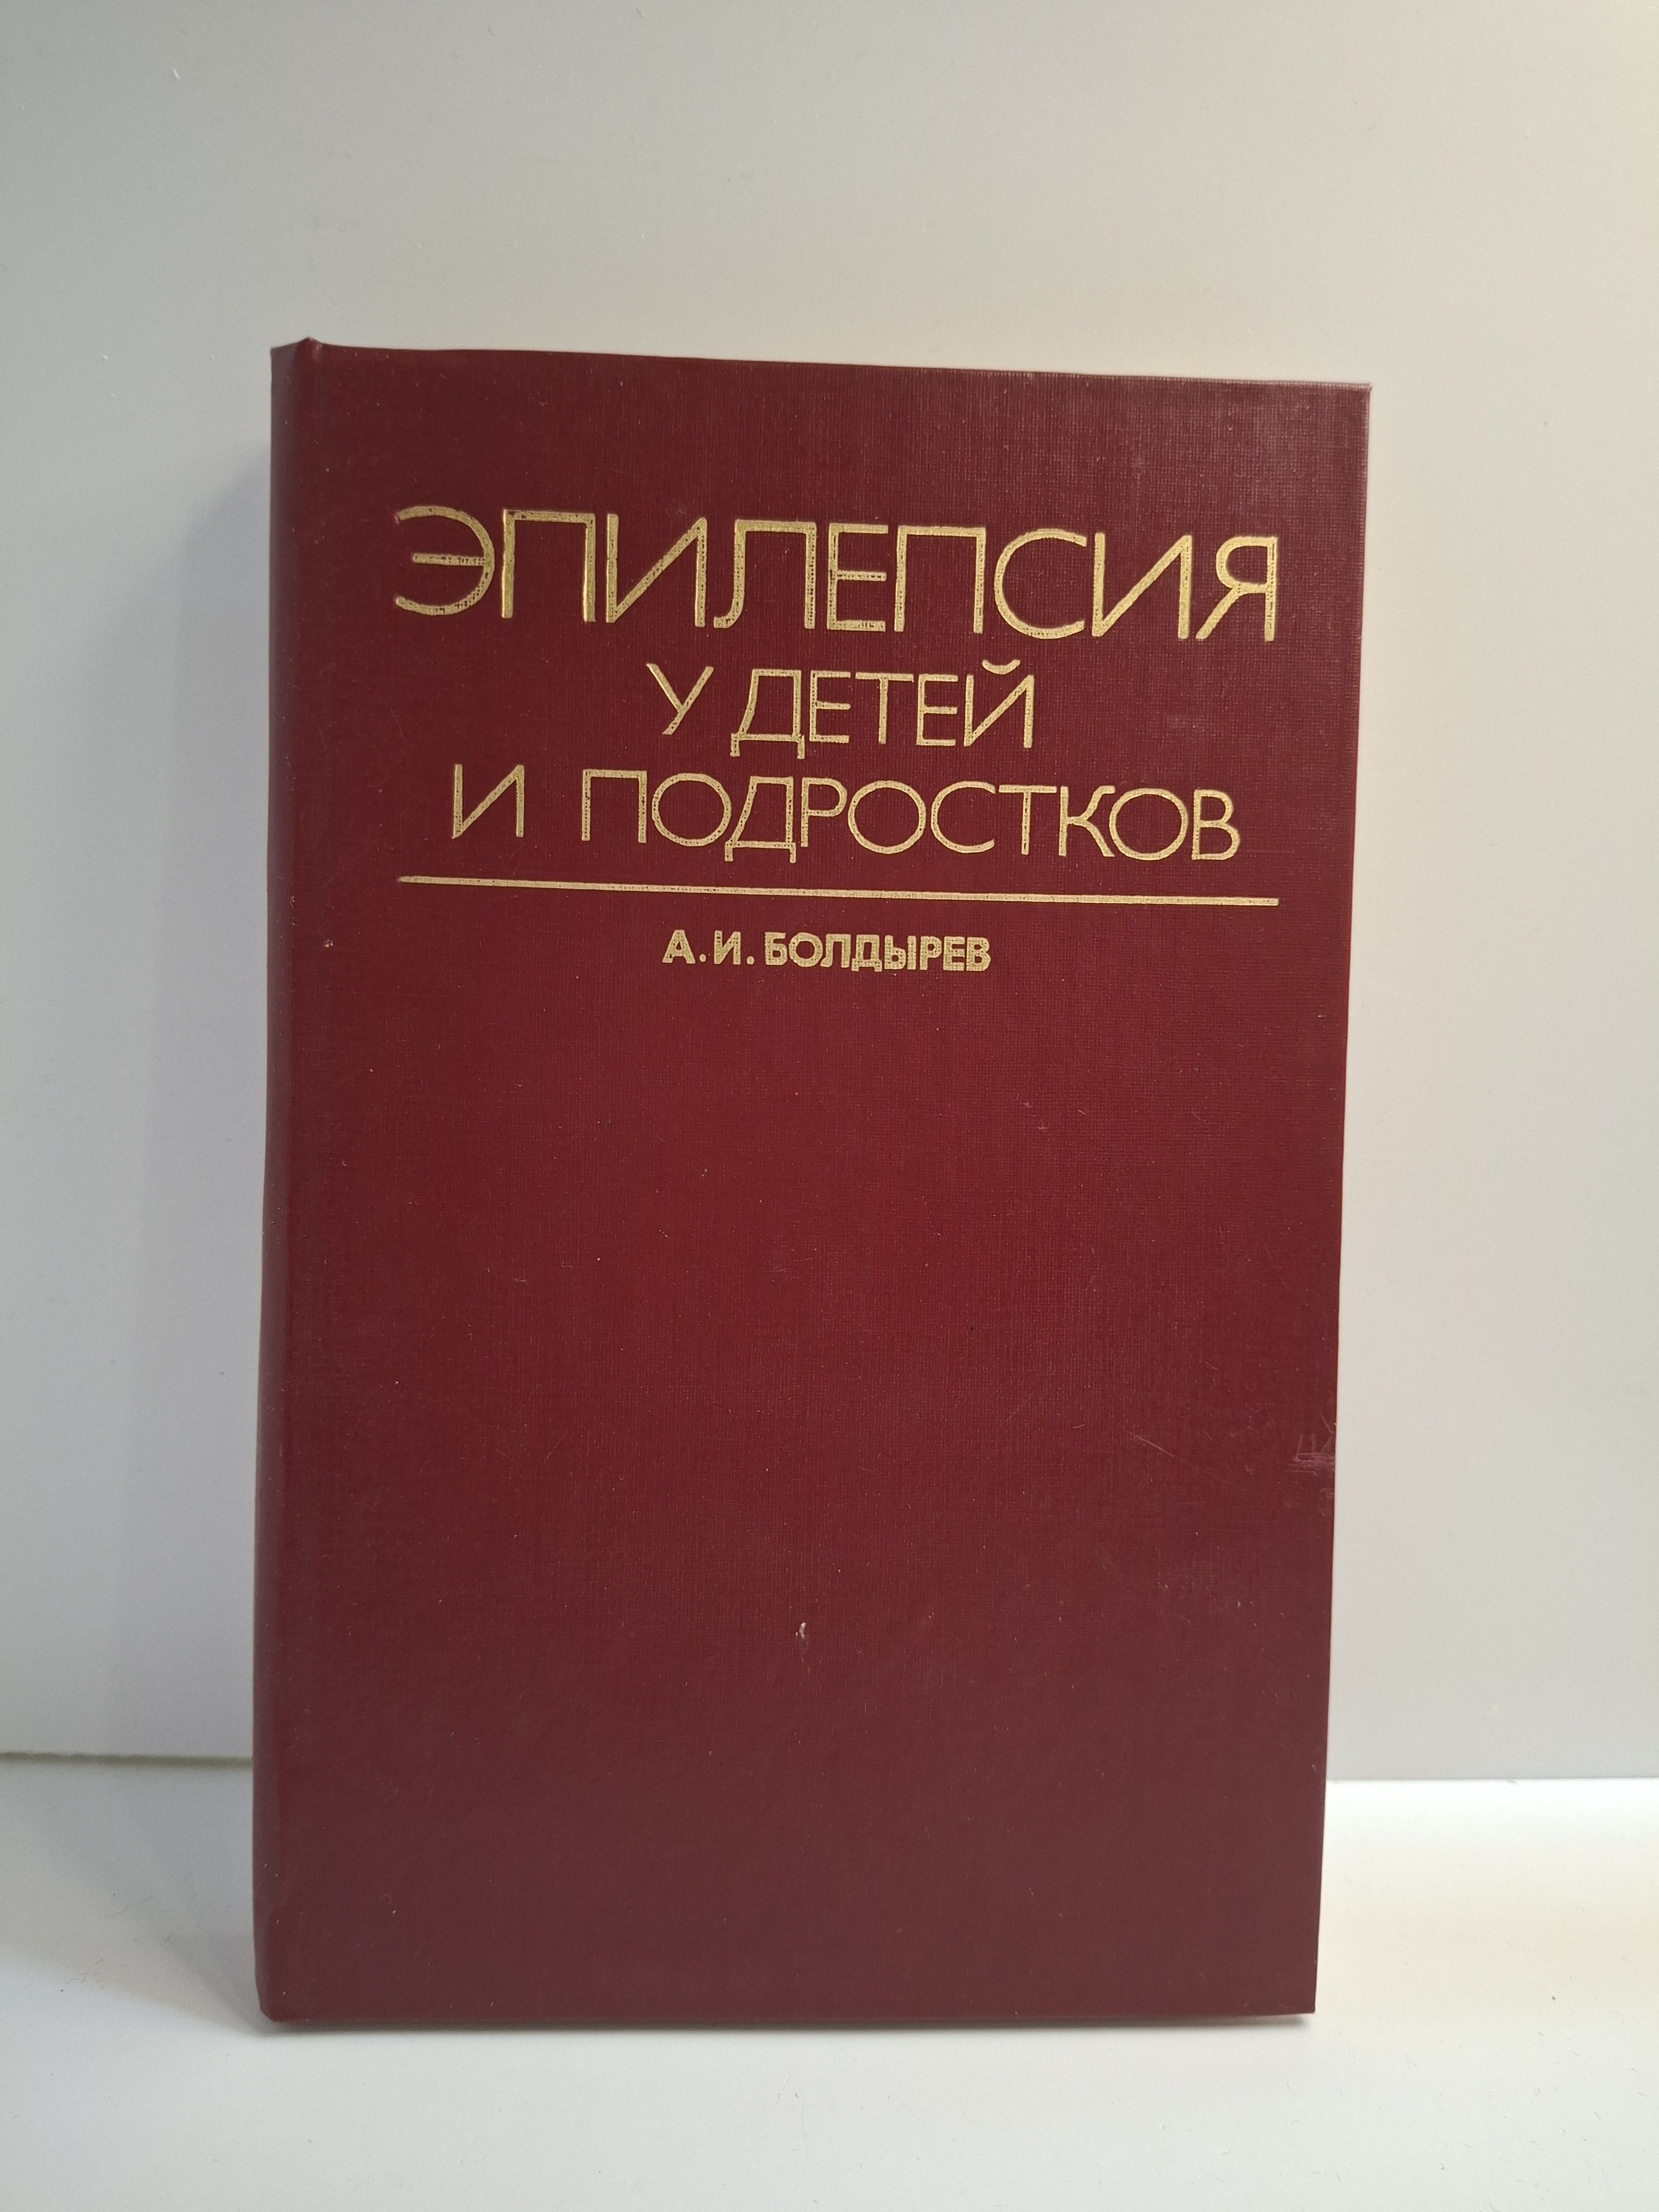 ЭПИЛЕПСИЯ
У ДЕТЕЙ
И ПОДРОСТКОВ
А.И.БОЛДЫРЕВ